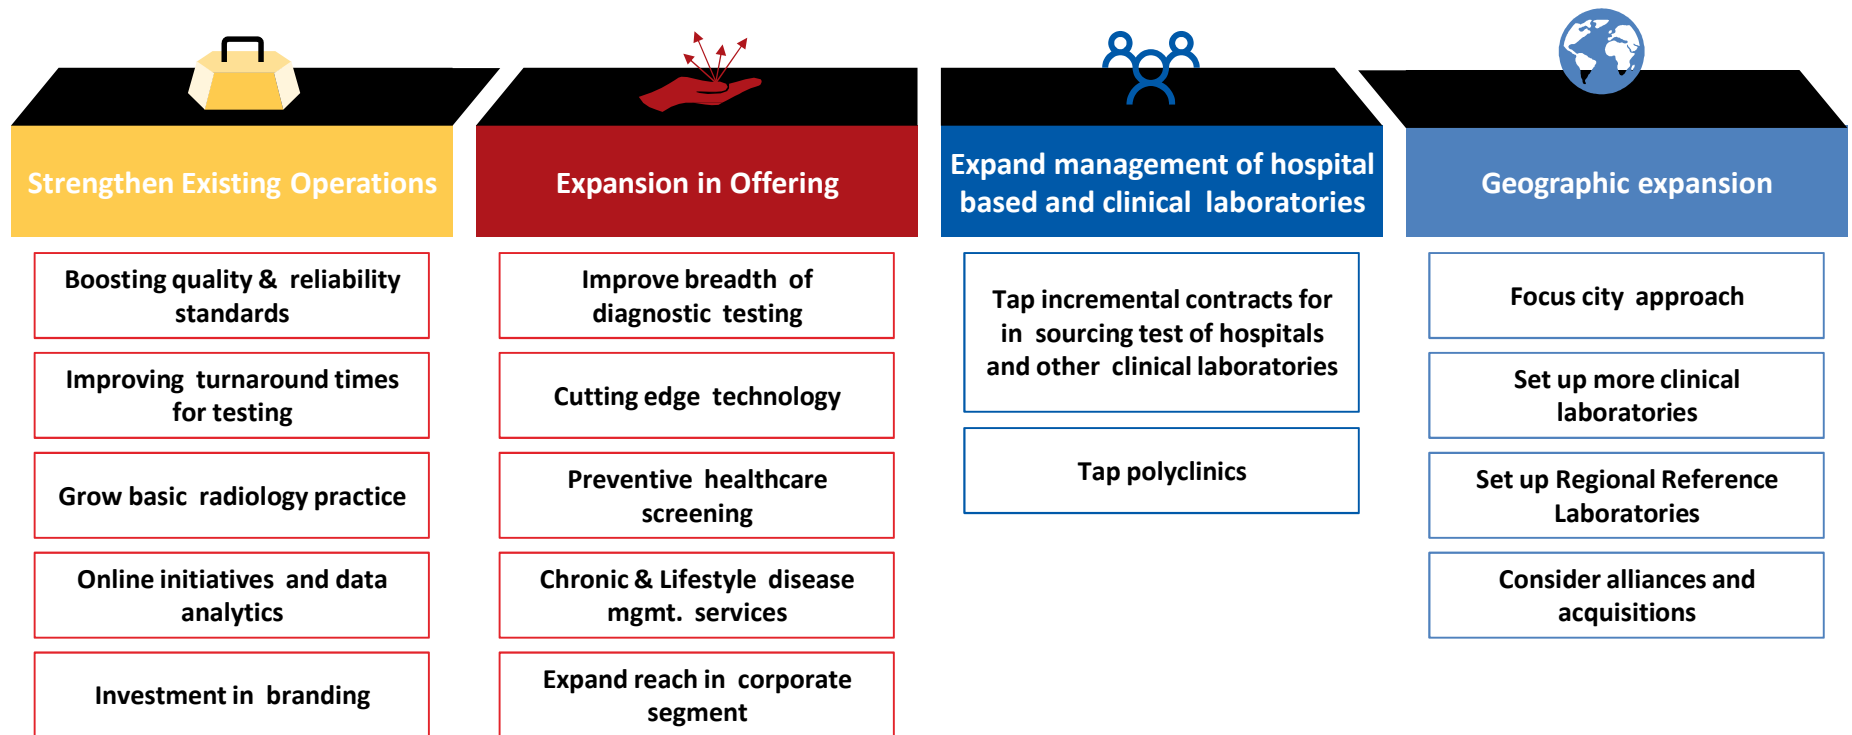 Strengthen Existing Operations
Boosting quality & reliability
standards
Improving turnaround times
for testing
Grow basic radiology practice
Online initiatives and data
analytics
Investment in branding
Expansion in Offering
Improve breadth of
diagnostic testing
Cutting edge technology
Preventive healthcare
screening
Chronic & Lifestyle disease
mgmt. services
Expand reach in corporate
segment
Expand management of hospital
based and clinical laboratories
Tap incremental contracts for
in sourcing test of hospitals
and other clinical laboratories
Tap polyclinics
Geographic expansion
Focus city approach
Set up more clinical
laboratories
Set up Regional Reference
Laboratories
Consider alliances and
acquisitions